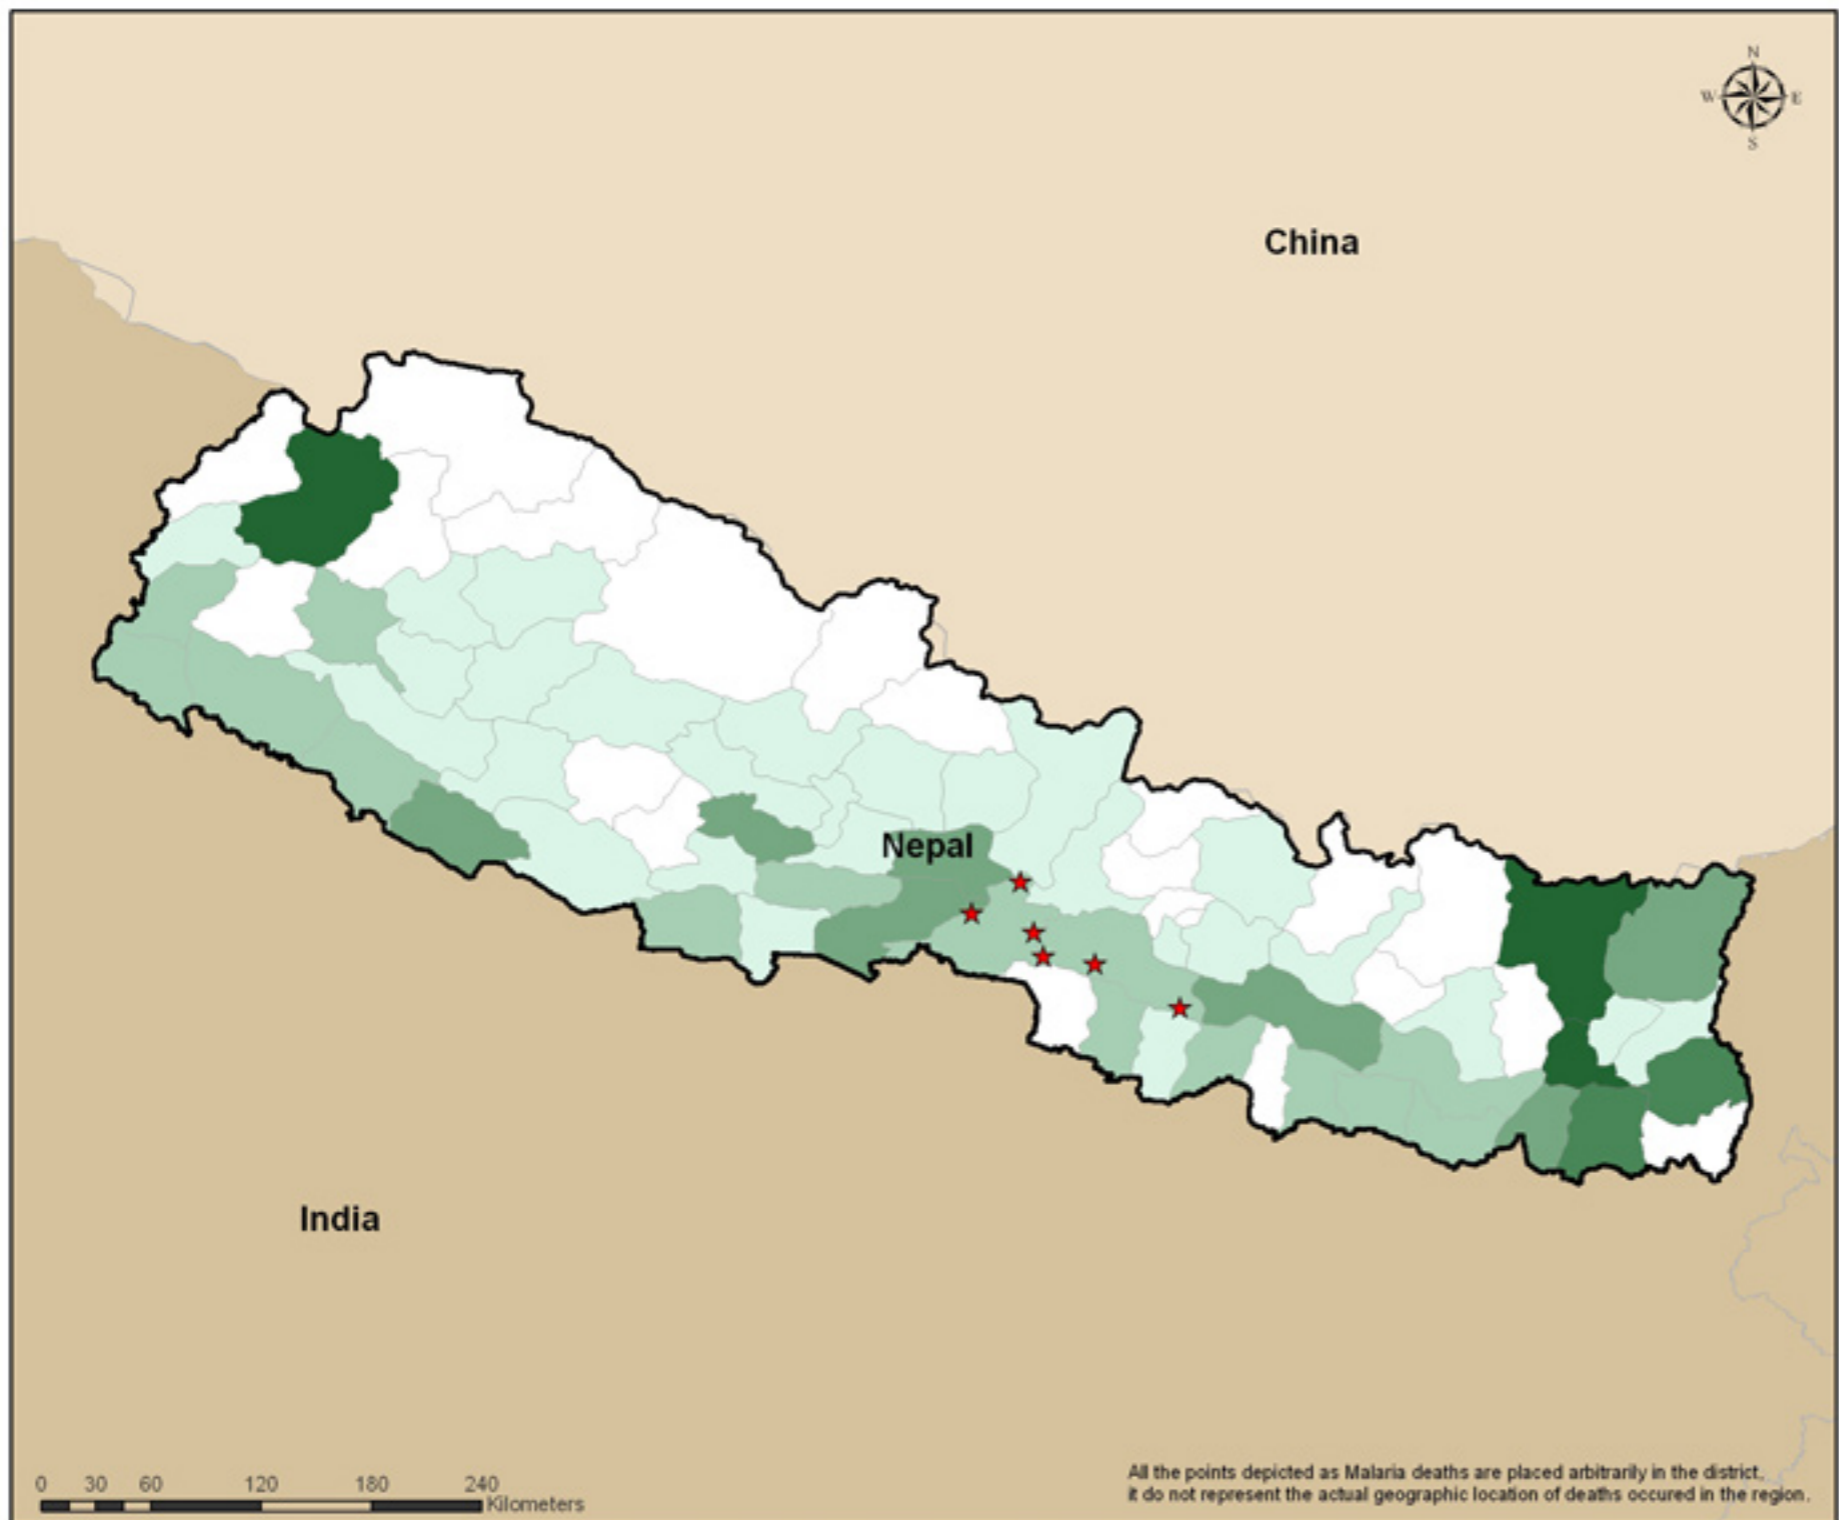 N
W E
S
China
Nepal
India
0 30 60 120 180 240
Kilometers
All the points depicted as Malaria deaths are placed arbitrarily in the district,
it do not represent the actual geographic location of deaths occured in the region.